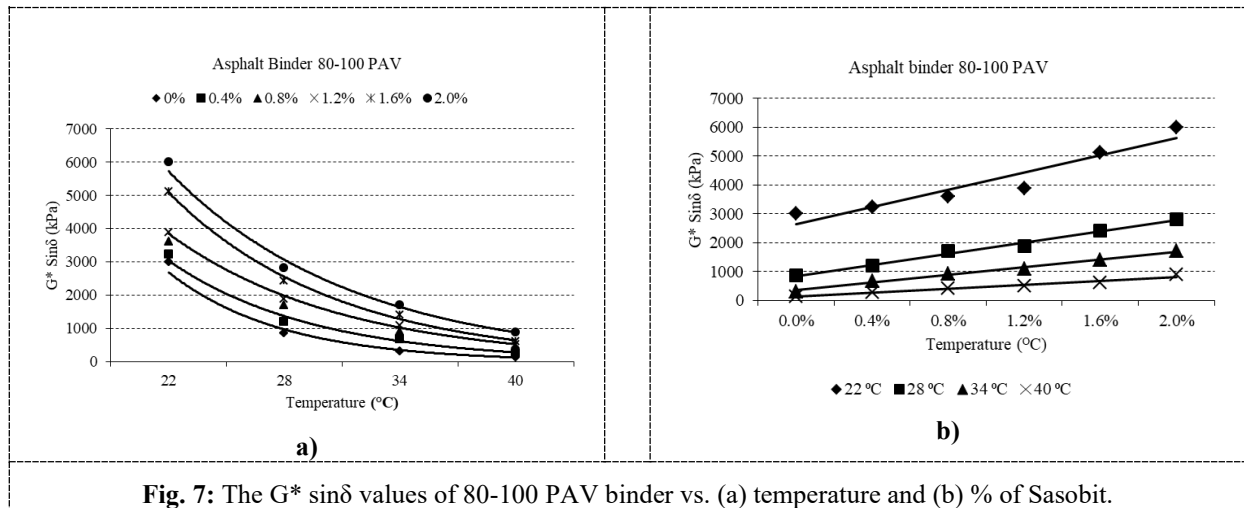 Asphalt Binder 80-100 PAV
◆0% ■0.4% ▲0.8% ×1.2% ж1.6% ●2.0%
7000
6000
5000
4000
3000
2000
1000
0
G* Sinδ (kPa)
22 28 34 40
Temperature (°C)
a)
Asphalt binder 80-100 PAV
7000
6000
5000
4000
3000
2000
1000
0
G* Sinδ (kPa)
0.0% 0.4% 0.8% 1.2% 1.6% 2.0%
Temperature (°C)
◆22 °C ■28 °C ▲34 °C ×40 °C
b)
Fig. 7: The G* sinδ values of 80-100 PAV binder vs. (a) temperature and (b) % of Sasobit.